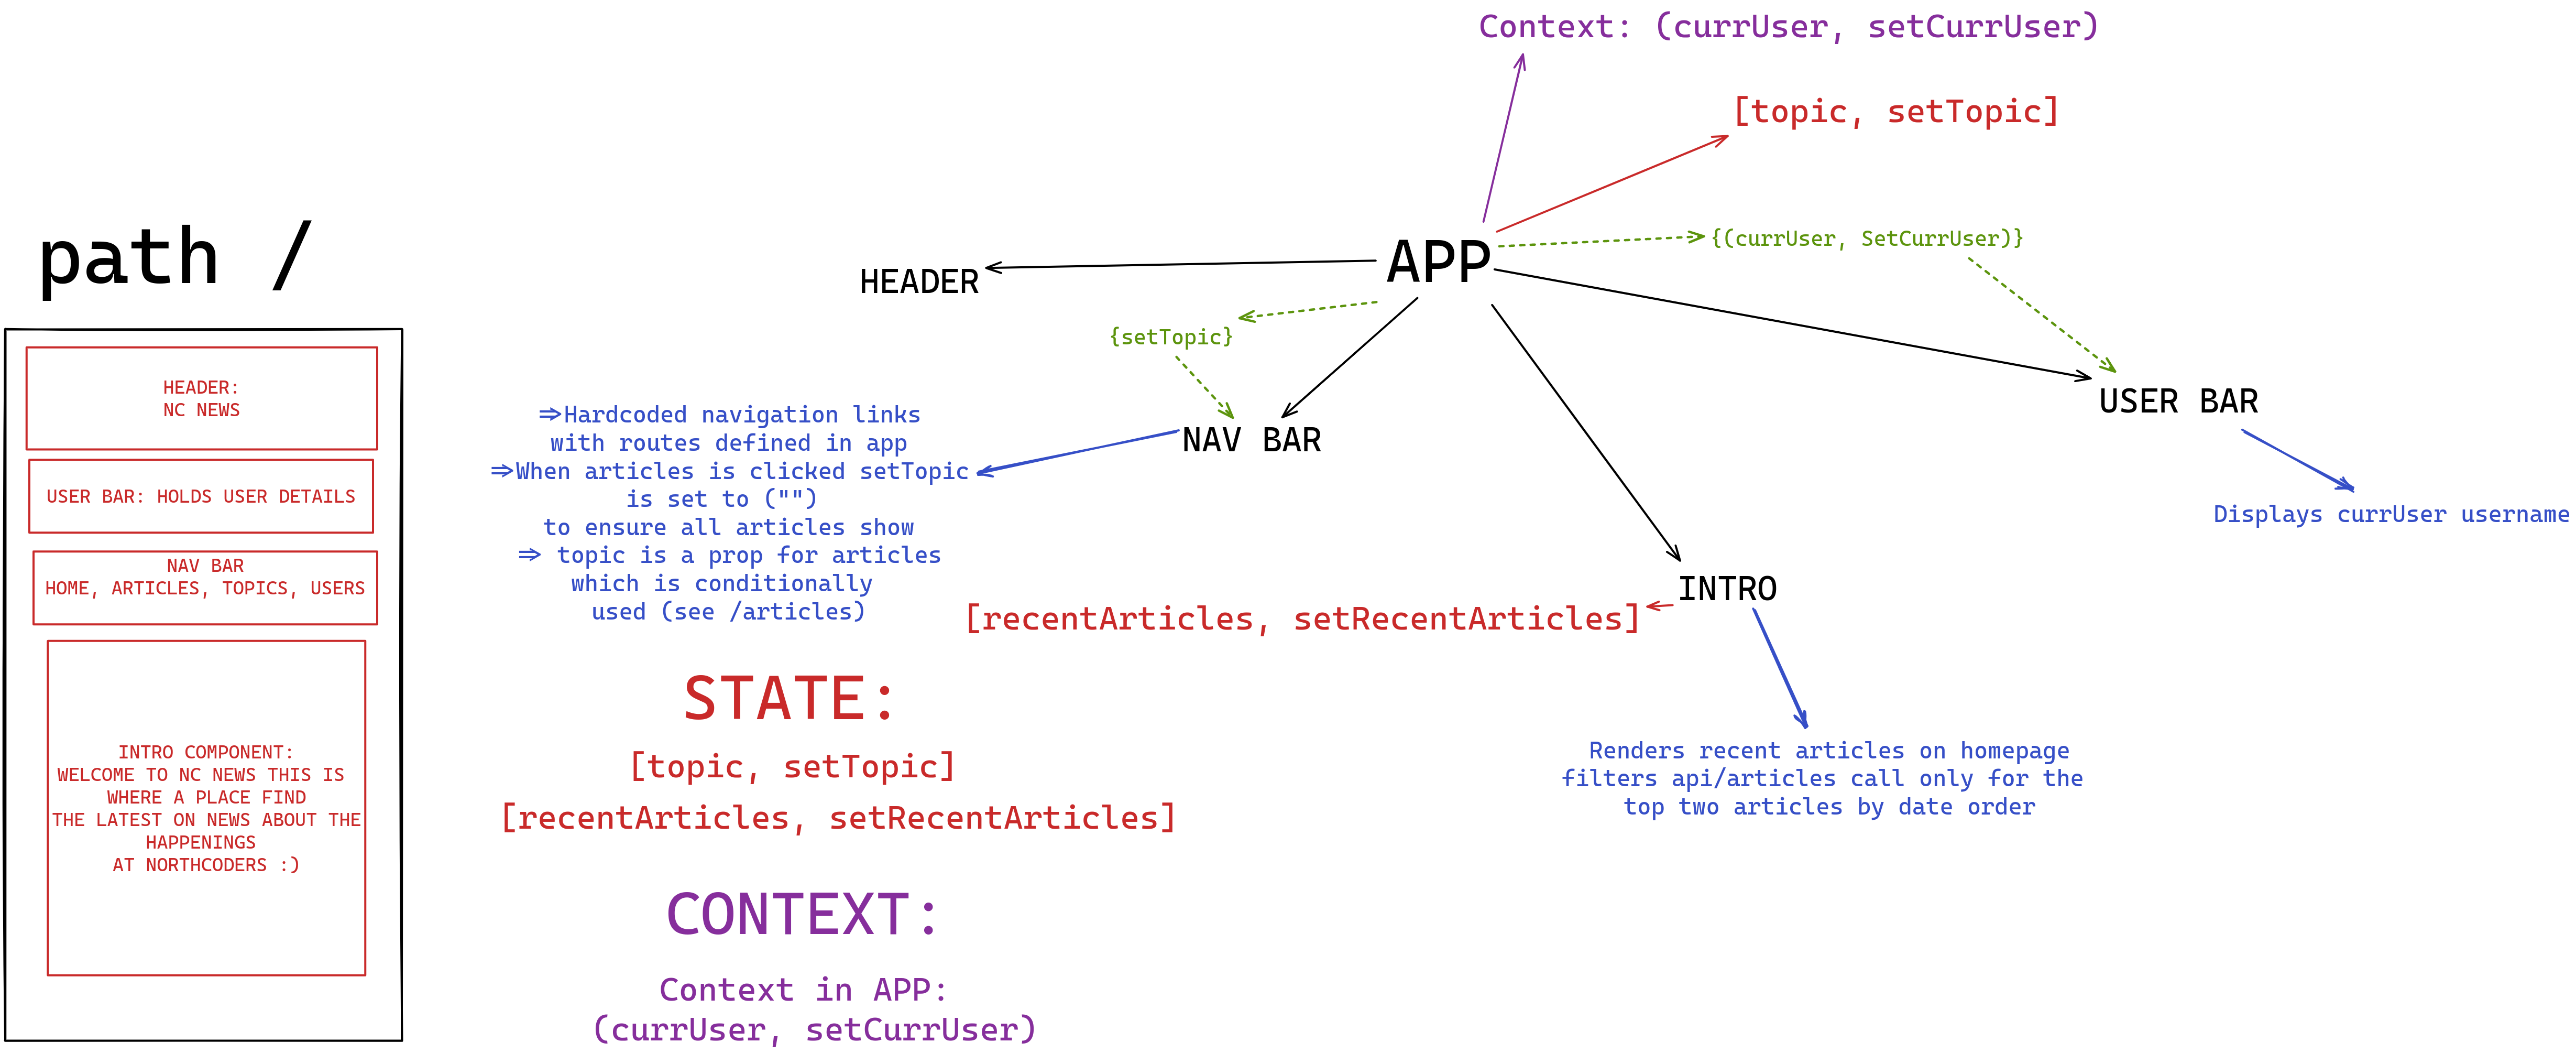 path /
HEADER:
NC NEWS
USER BAR: HOLDS USER DETAILS
NAV BAR
HOME, ARTICLES, TOPICS, USERS
INTRO COMPONENT:
WELCOME TO NC NEWS THIS IS
WHERE A PLACE FIND
THE LATEST ON NEWS ABOUT THE
HAPPENINGS
AT NORTHCODERS :)
Context: (currUser, setCurrUser)
[topic, setTopic]
{(currUser, SetCurrUser)}
APP
HEADER
{setTopic}
NAV BAR
USER BAR
⇒Hardcoded navigation links
with routes defined in app
⇒When articles is clicked setTopic
is set to ("")
to ensure all articles show
⇒ topic is a prop for articles
which is conditionally
used (see /articles)
Displays currUser username
INTRO
[recentArticles, setRecentArticles]
Renders recent articles on homepage
filters api/articles call only for the
top two articles by date order
STATE:
[topic, setTopic]
[recentArticles, setRecentArticles]
CONTEXT:
Context in APP:
(currUser, setCurrUser)